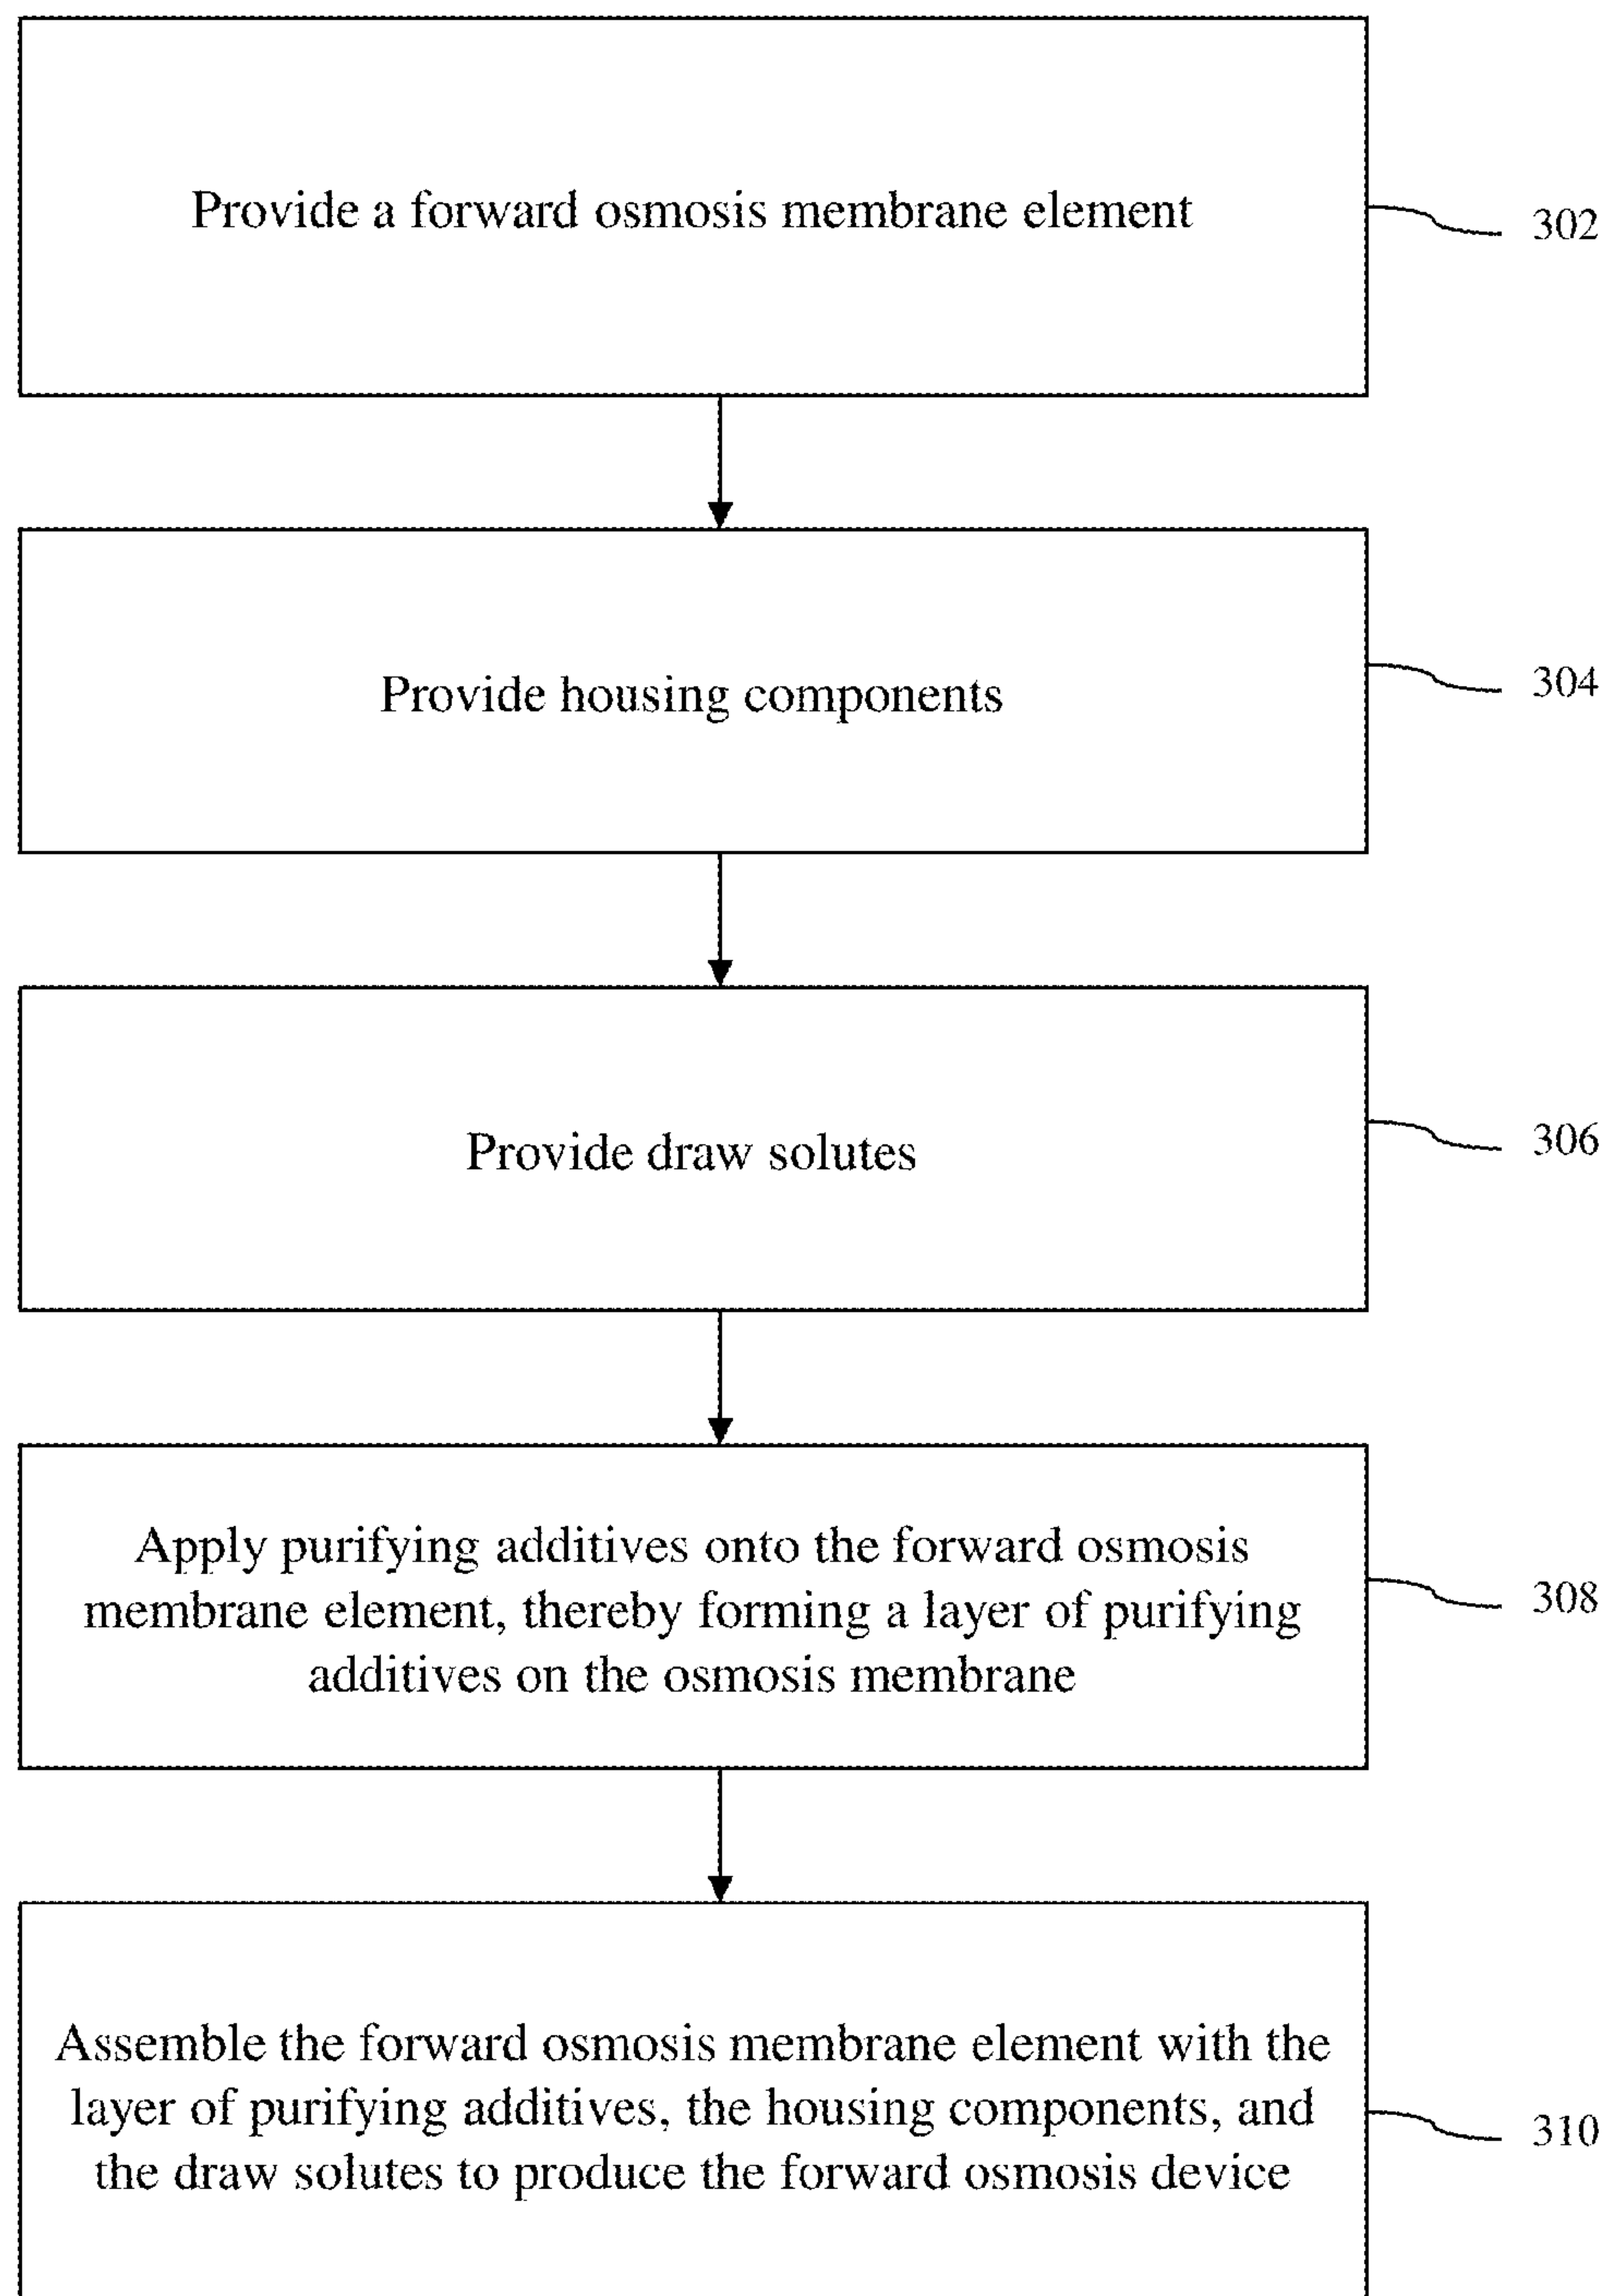 Provide a forward osmosis membrane element
302
Provide housing components
304
Provide draw solutes
306
Apply purifying additives onto the forward osmosis
membrane element, thereby forming a layer of purifying
additives on the osmosis membrane
308
Assemble the forward osmosis membrane element with the
layer of purifying additives, the housing components, and
the draw solutes to produce the forward osmosis device
310